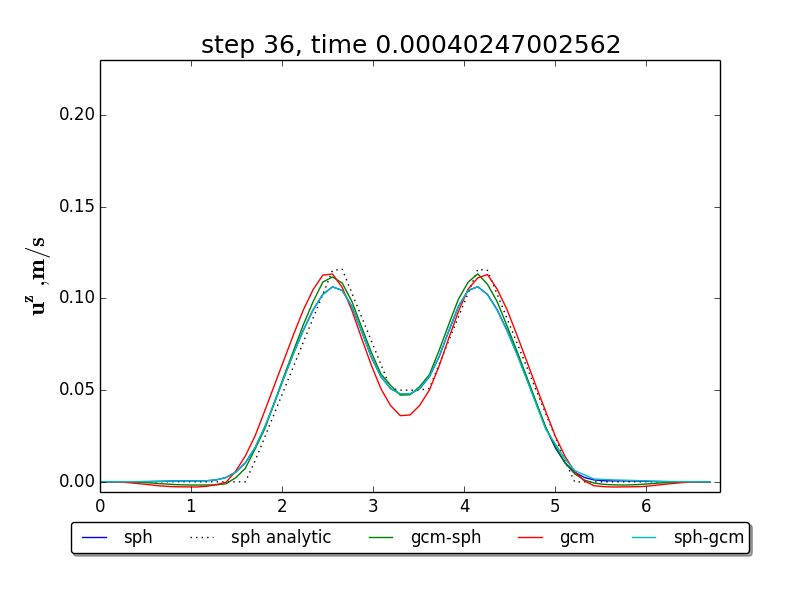 step 36, time 0.00040247002562
u^z ,m/s
0.20
0.15
0.10
0.05
0.00
0 1 2 3 4 5 6
sph sph analytic gcm-sph gcm sph-gcm